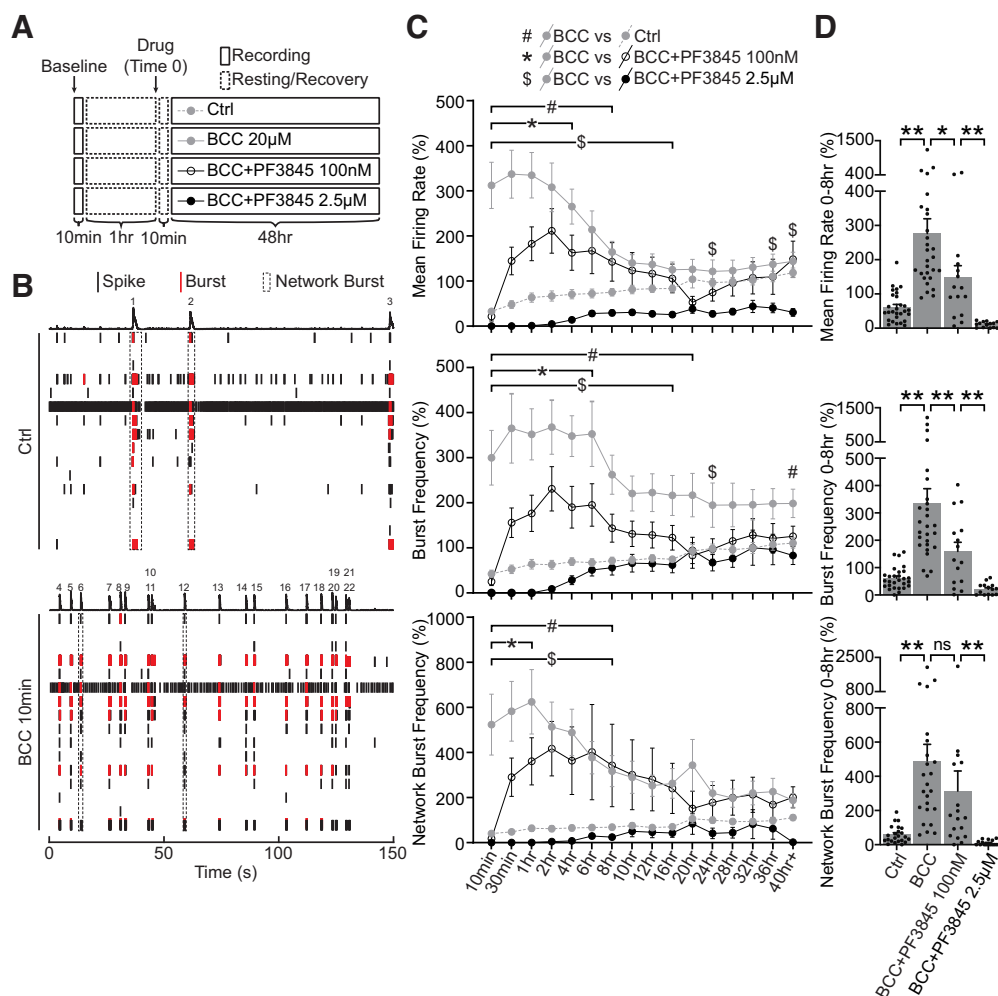 A
Baseline
Drug
(Time 0)
Recording
Resting/Recovery
Ctrl
BCC 20µM
BCC+PF3845 100nM
BCC+PF3845 2.5µM
10min 1hr 10min 48hr
B
Spike Burst Network Burst
1 2 3
Ctrl
10 19 21
4 5 6 7 8 9 11 12 13 14 15 16 17 18 20 22
BCC 10min
0 50 100 150
Time (s)
C
# BCC vs Ctrl
* BCC vs BCC+PF3845 100nM
$ BCC vs BCC+PF3845 2.5µM
Mean Firing Rate (%)
500
400
300
200
100
0
#
*
$
$ $ $
Burst Frequency (%)
500
400
300
200
100
0
#
*
$
$ #
Network Burst Frequency (%)
1000
800
600
400
200
0
#
*
$
10min 30min 1hr 2hr 4hr 6hr 8hr 10hr 12hr 16hr 20hr 24hr 28hr 32hr 36hr 40hr+
D
Mean Firing Rate 0-8hr (%)
1500
400
400
300
200
100
0
** * **
Burst Frequency 0-8hr (%)
1500
500
500
400
300
200
100
0
** ** **
Network Burst Frequency 0-8hr (%)
2500
800
800
600
400
200
0
** ns **
Ctrl
BCC
BCC+PF3845 100nM
BCC+PF3845 2.5µM